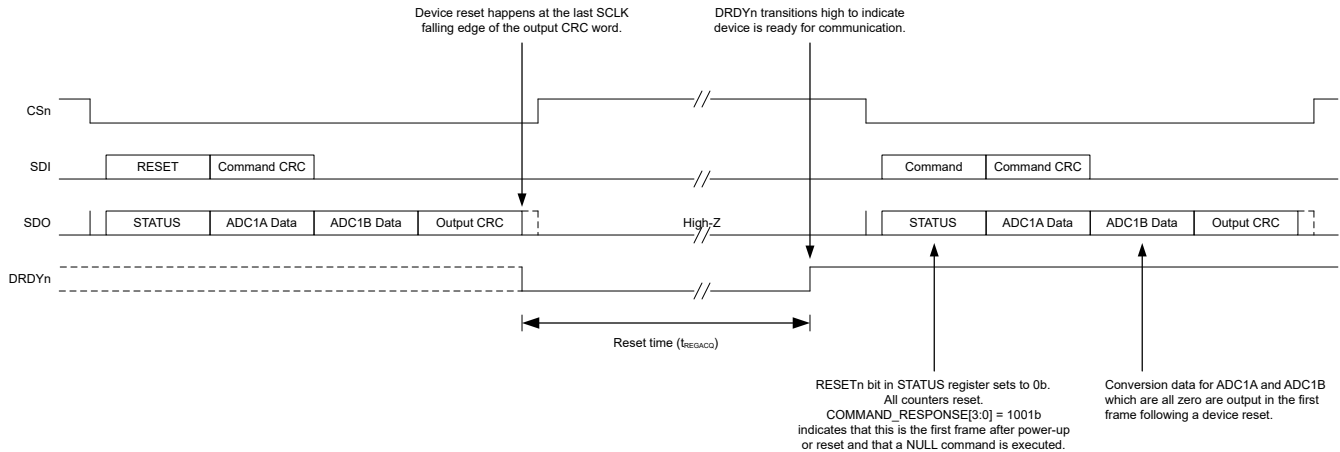 Device reset happens at the last SCLK
falling edge of the output CRC word.
DRDYn transitions high to indicate
device is ready for communication.
CSn
SDI
RESET
Command CRC
Command
Command CRC
SDO
STATUS
ADC1A Data
ADC1B Data
Output CRC
High-Z
STATUS
ADC1A Data
ADC1B Data
Output CRC
DRDYn
Reset time (tREGACQ)
RESETn bit in STATUS register sets to 0b.
All counters reset.
COMMAND_RESPONSE[3:0] = 1001b
indicates that this is the first frame after power-up
or reset and that a NULL command is executed.
Conversion data for ADC1A and ADC1B
which are all zero are output in the first
frame following a device reset.